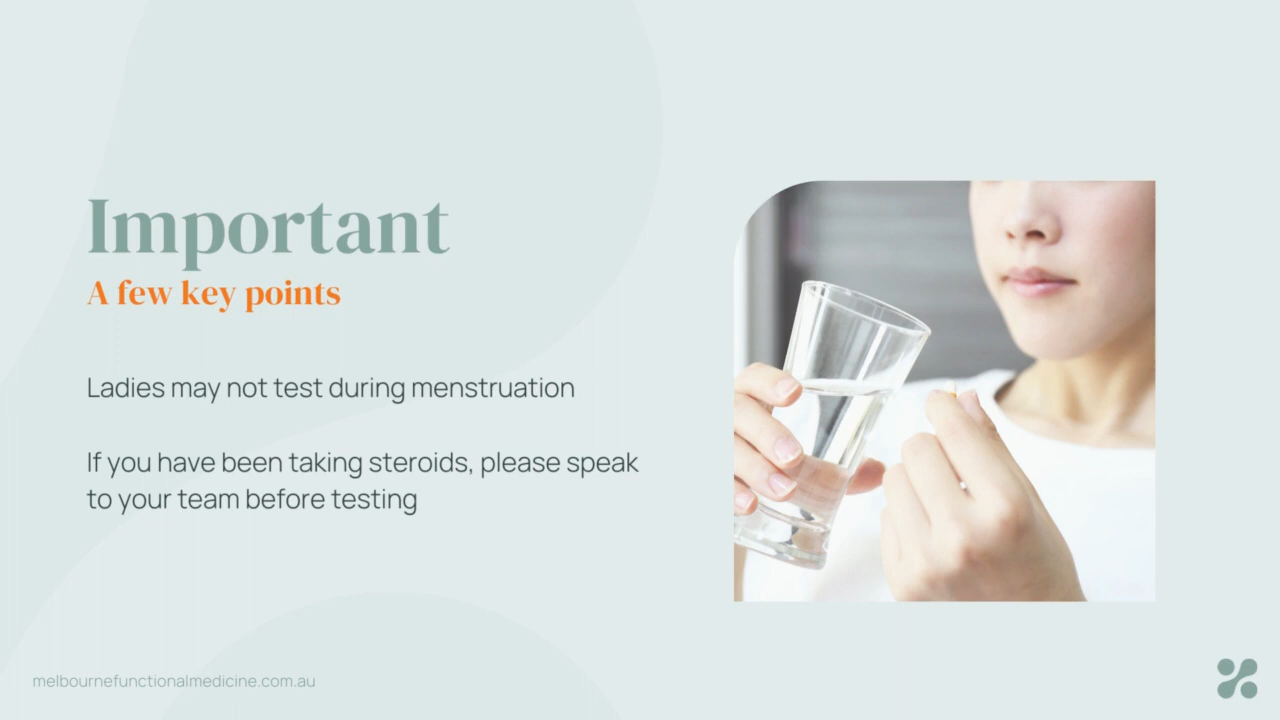 Important
A few key points
Ladies may not test during menstruation
If you have been taking steroids, please speak
to your team before testing
melbournefunctionalmedicine.com.au